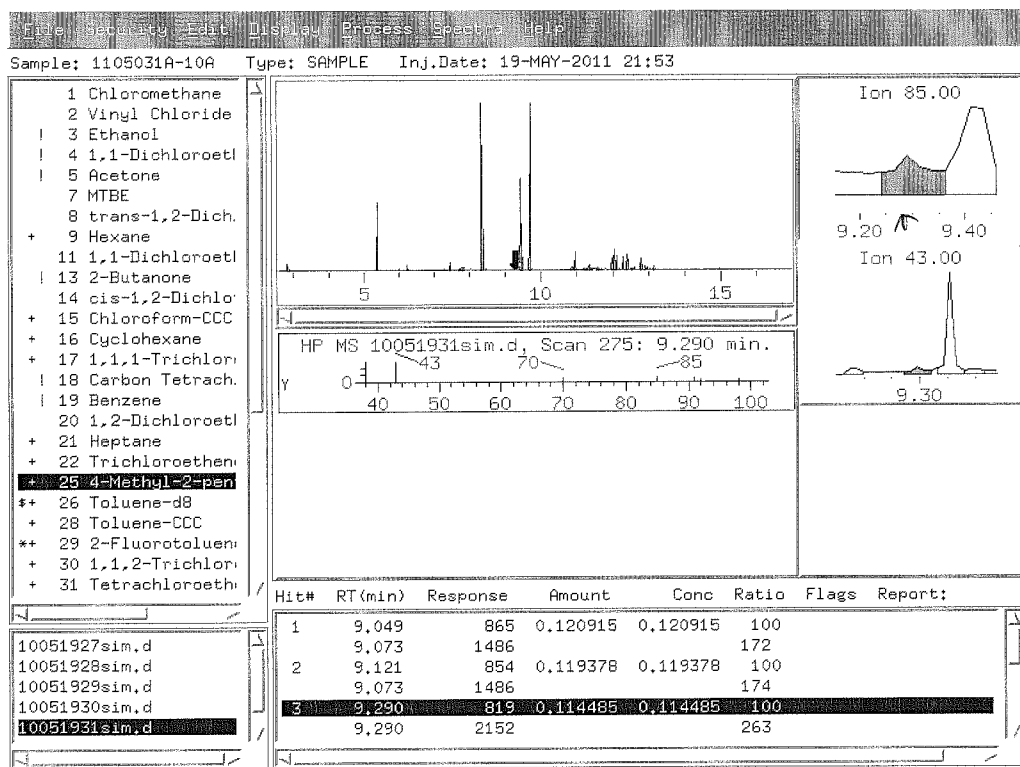 File Security Edit Display Process Spectra Help
Sample: 1105031A-10A Type: SAMPLE Inj.Date: 19-MAY-2011 21:53
1 Chloromethane
2 Vinyl Chloride
! 3 Ethanol
! 4 1,1-Dichloroetl
! 5 Acetone
7 MTBE
8 trans-1,2-Dich.
+ 9 Hexane
11 1,1-Dichloroetl
! 13 2-Butanone
14 cis-1,2-Dichlo
+ 15 Chloroform-CCC
+ 16 Cyclohexane
+ 17 1,1,1-Trichlor
! 18 Carbon Tetrach.
! 19 Benzene
20 1,2-Dichloroetl
+ 21 Heptane
+ 22 Trichloroethen
+ 25 4-Methyl-2-pen
$+ 26 Toluene-d8
+ 28 Toluene-CCC
*+ 29 2-Fluorotoluen
+ 30 1,1,2-Trichlor
+ 31 Tetrachloroeth
10051927sim.d
10051928sim.d
10051929sim.d
10051930sim.d
10051931sim.d
5 10 15
HP MS 10051931sim.d, Scan 275: 9.290 min.
43 70 85
Y 0
40 50 60 70 80 90 100
Ion 85.00
9.20 9.40
Ion 43.00
9.30
Hit# RT(min) Response Amount Conc Ratio Flags Report:
1 9.049 865 0.120915 0.120915 100
9.073 1486 172
2 9.121 854 0.119378 0.119378 100
9.073 1486 174
3 9.290 819 0.114485 0.114485 100
9.290 2152 263